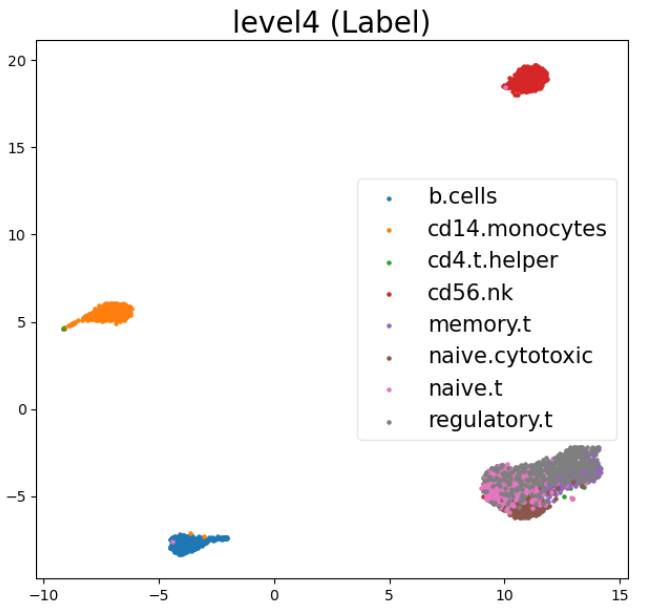 level4 (Label)
20
15
10
5
0
−5
b.cells
cd14.monocytes
cd4.t.helper
cd56.nk
memory.t
naive.cytotoxic
naive.t
regulatory.t
−10 −5 0 5 10 15